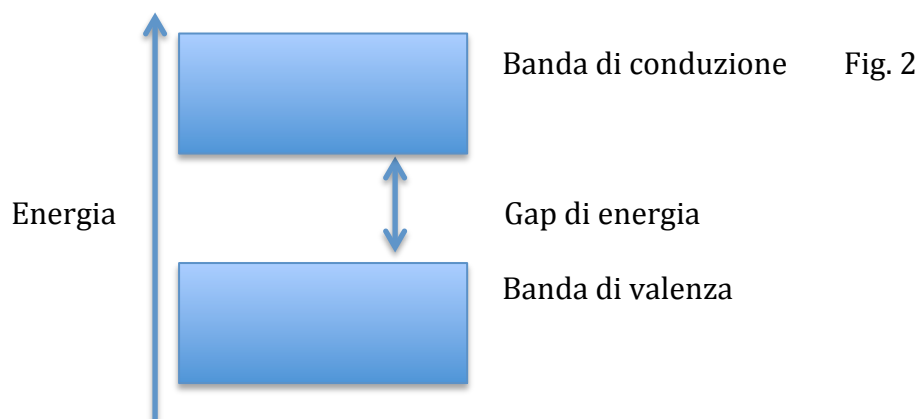 Banda di conduzione Fig. 2
Energia Gap di energia
Banda di valenza